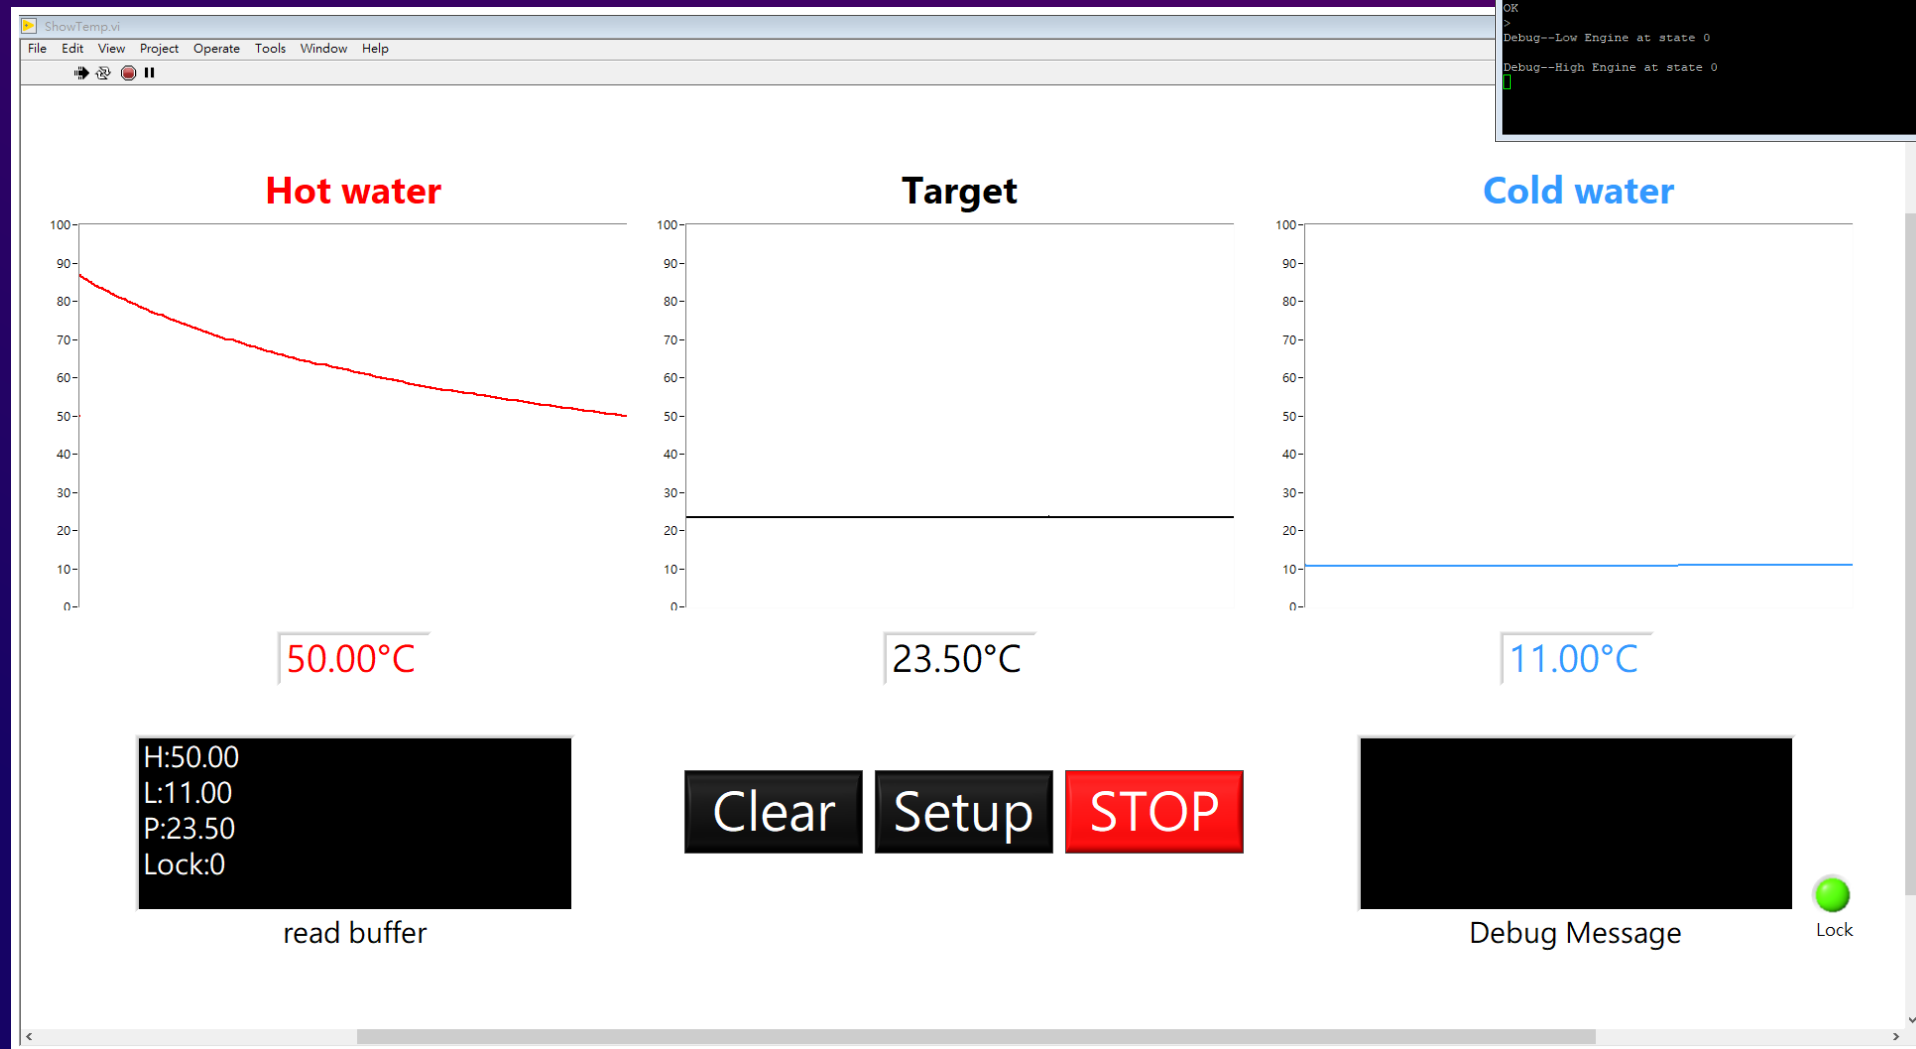 ShowTemp.vi
File Edit View Project Operate Tools Window Help
OK
>
Debug--Low Engine at state 0
Debug--High Engine at state 0
Hot water
100
90
80
70
60
50
40
30
20
10
0
50.00°C
Target
100
90
80
70
60
50
40
30
20
10
0
23.50°C
Cold water
100
90
80
70
60
50
40
30
20
10
0
11.00°C
H:50.00
L:11.00
P:23.50
Lock:0
read buffer
Clear Setup STOP
Debug Message
Lock